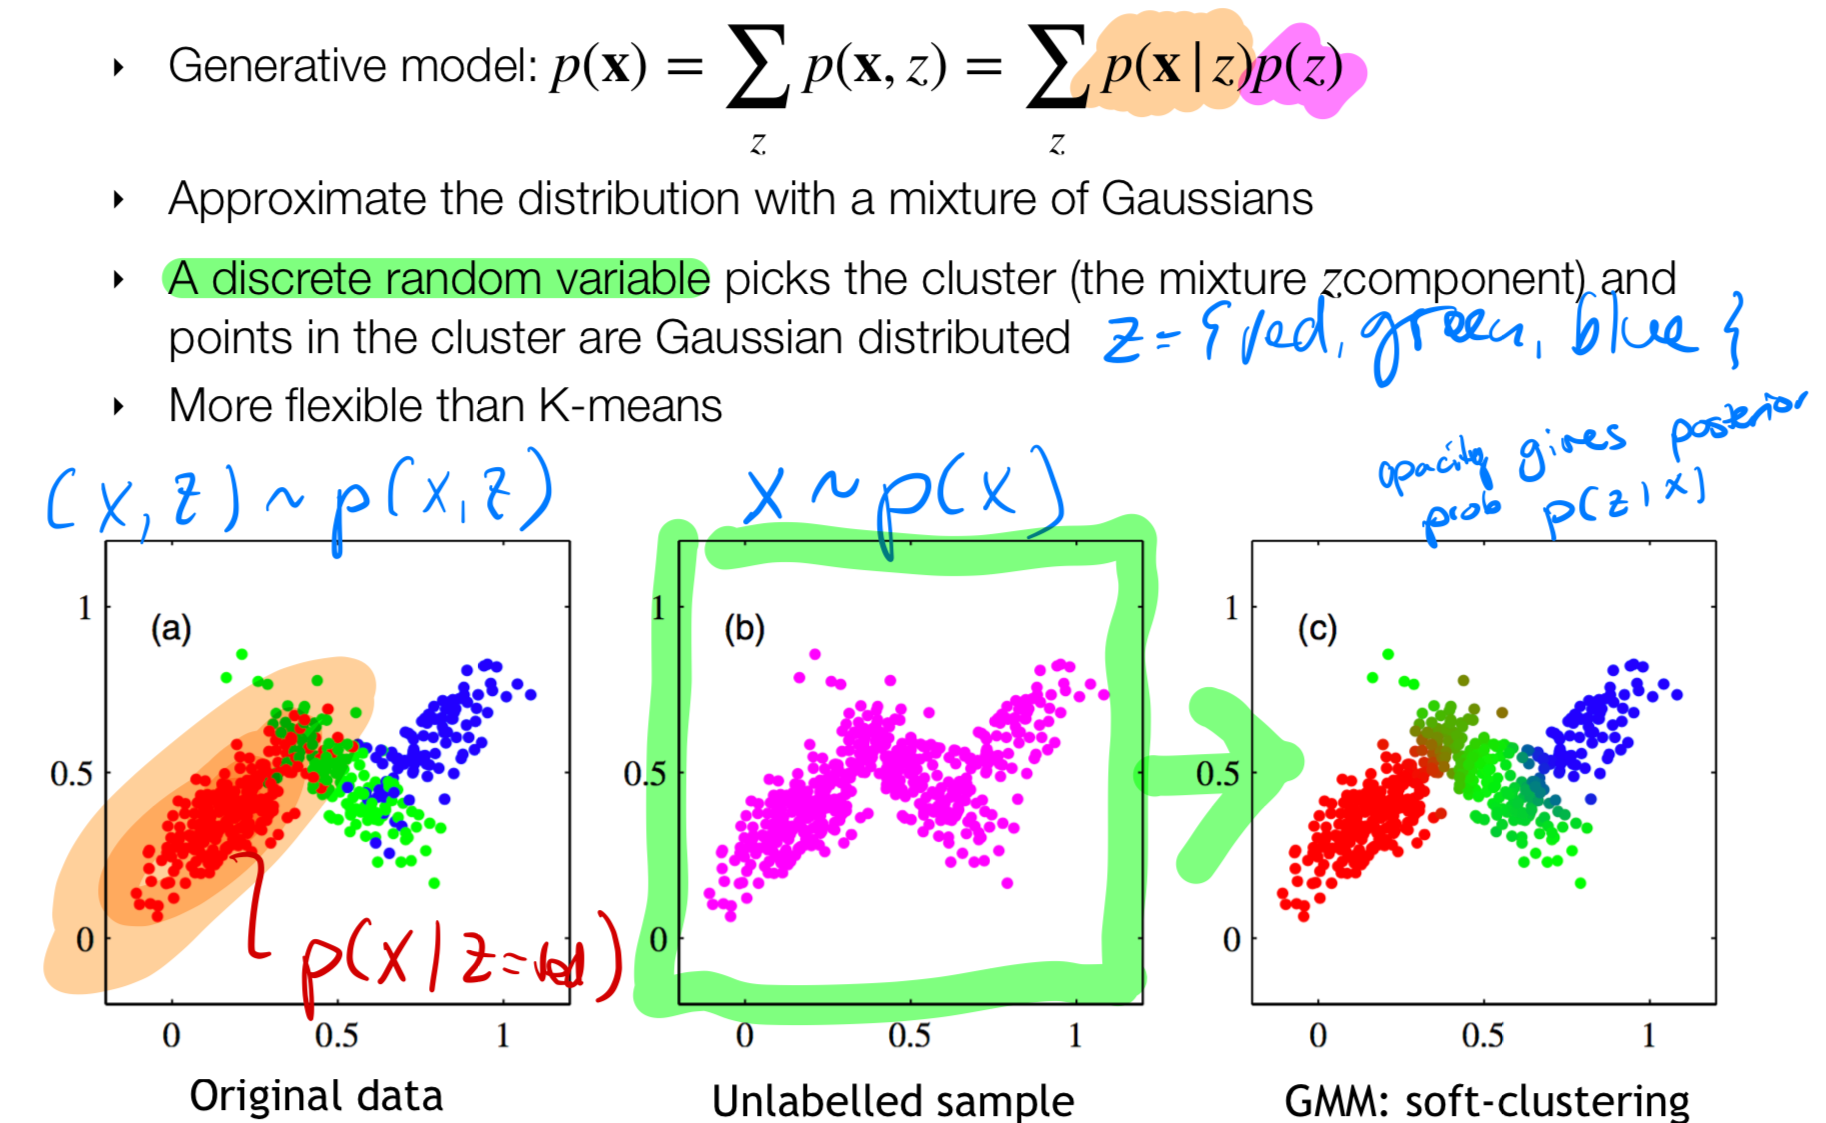 ‣ Generative model: p(x) = ∑ p(x, z) = ∑ p(x | z)p(z)
z z
‣ Approximate the distribution with a mixture of Gaussians
‣ A discrete random variable picks the cluster (the mixture zcomponent) and
points in the cluster are Gaussian distributed z = { red, green, blue }
‣ More flexible than K-means
opacity gives posterior
prob p(z|x)
(x, z) ~ p(x, z)
x ~ p(x)
(a)
1
0.5
0
0 0.5 1
p(x | z = red)
Original data
(b)
1
0.5
0
0 0.5 1
Unlabelled sample
(c)
1
0.5
0
0 0.5 1
GMM: soft-clustering